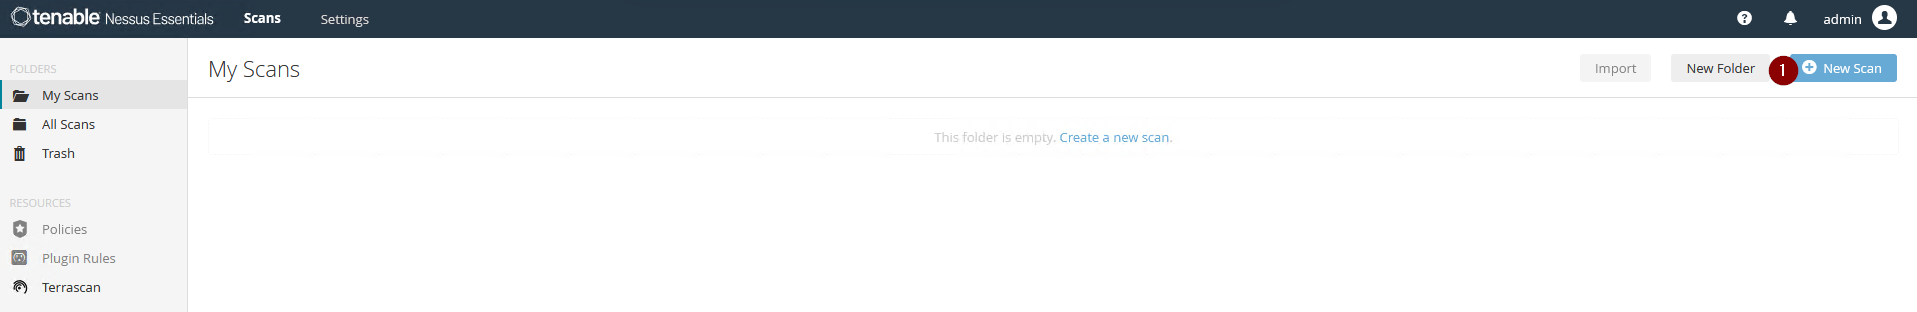 tenable Nessus Essentials Scans Settings ? admin
FOLDERS
My Scans
All Scans
Trash
RESOURCES
Policies
Plugin Rules
Terrascan
My Scans
Import New Folder 1 New Scan
This folder is empty. Create a new scan.